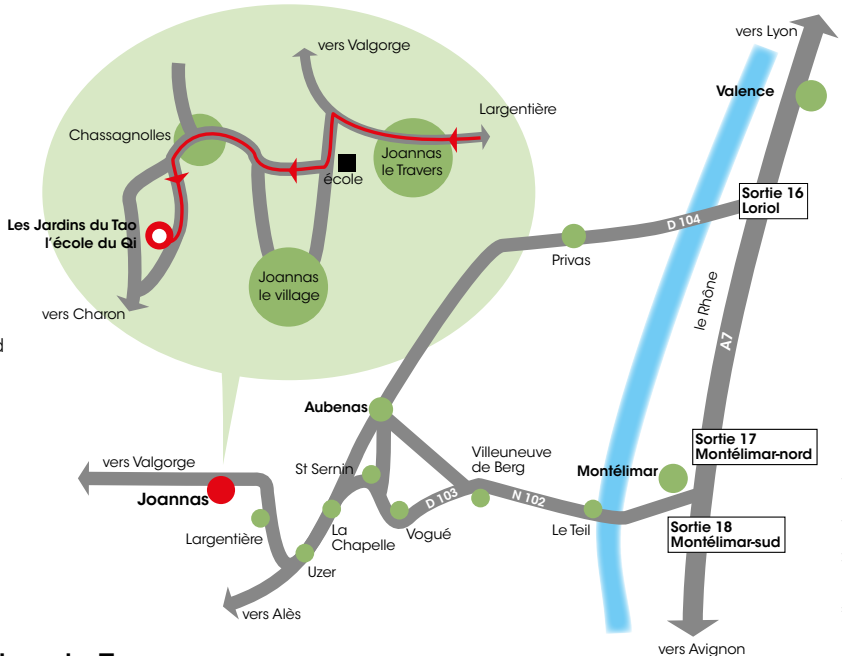 vers Lyon
vers Valgorge
Valence
Largentière
Chassagnolles
Joannas
le Travers
école
Sortie 16
Loriol
D 104
Les Jardins du Tao
l'école du Qi
Privas
Joannas
le village
le Rhône
vers Charon
A7
d
Aubenas
Sortie 17
Montélimar-nord
Villeuneuve
de Berg
vers Valgorge
St Sernin
Montélimar
Joannas
D 103
N 102
Largentière
La
Chapelle
Vogué
Le Teil
Sortie 18
Montélimar-sud
Uzer
vers Alès
vers Avignon